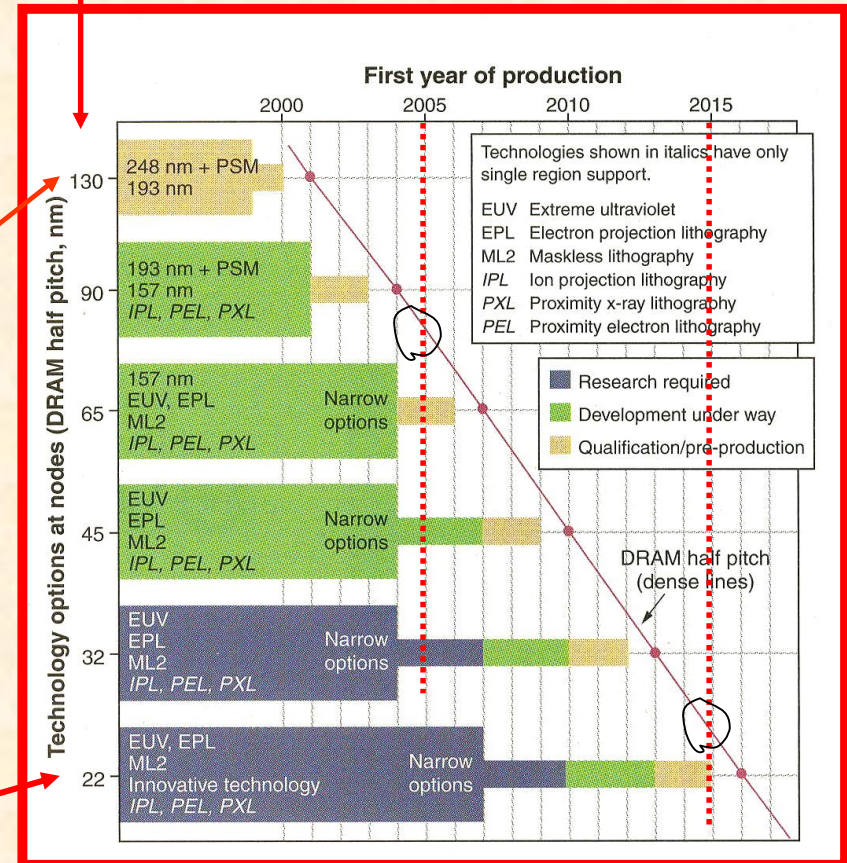 First year of production
2000 2005 2010 2015
Technology options at nodes (DRAM half pitch, nm)
Technologies shown in italics have only
single region support.
EUV Extreme ultraviolet
EPL Electron projection lithography
ML2 Maskless lithography
IPL Ion projection lithography
PXL Proximity x-ray lithography
PEL Proximity electron lithography
Research required
Development under way
Qualification/pre-production
130
248 nm + PSM
193 nm
90
193 nm + PSM
157 nm
IPL, PEL, PXL
65
157 nm
EUV, EPL
ML2
IPL, PEL, PXL
Narrow
options
45
EUV
EPL
ML2
IPL, PEL, PXL
Narrow
options
DRAM half pitch
(dense lines)
32
EUV
EPL
ML2
IPL, PEL, PXL
Narrow
options
22
EUV, EPL
ML2
Innovative technology
IPL, PEL, PXL
Narrow
options